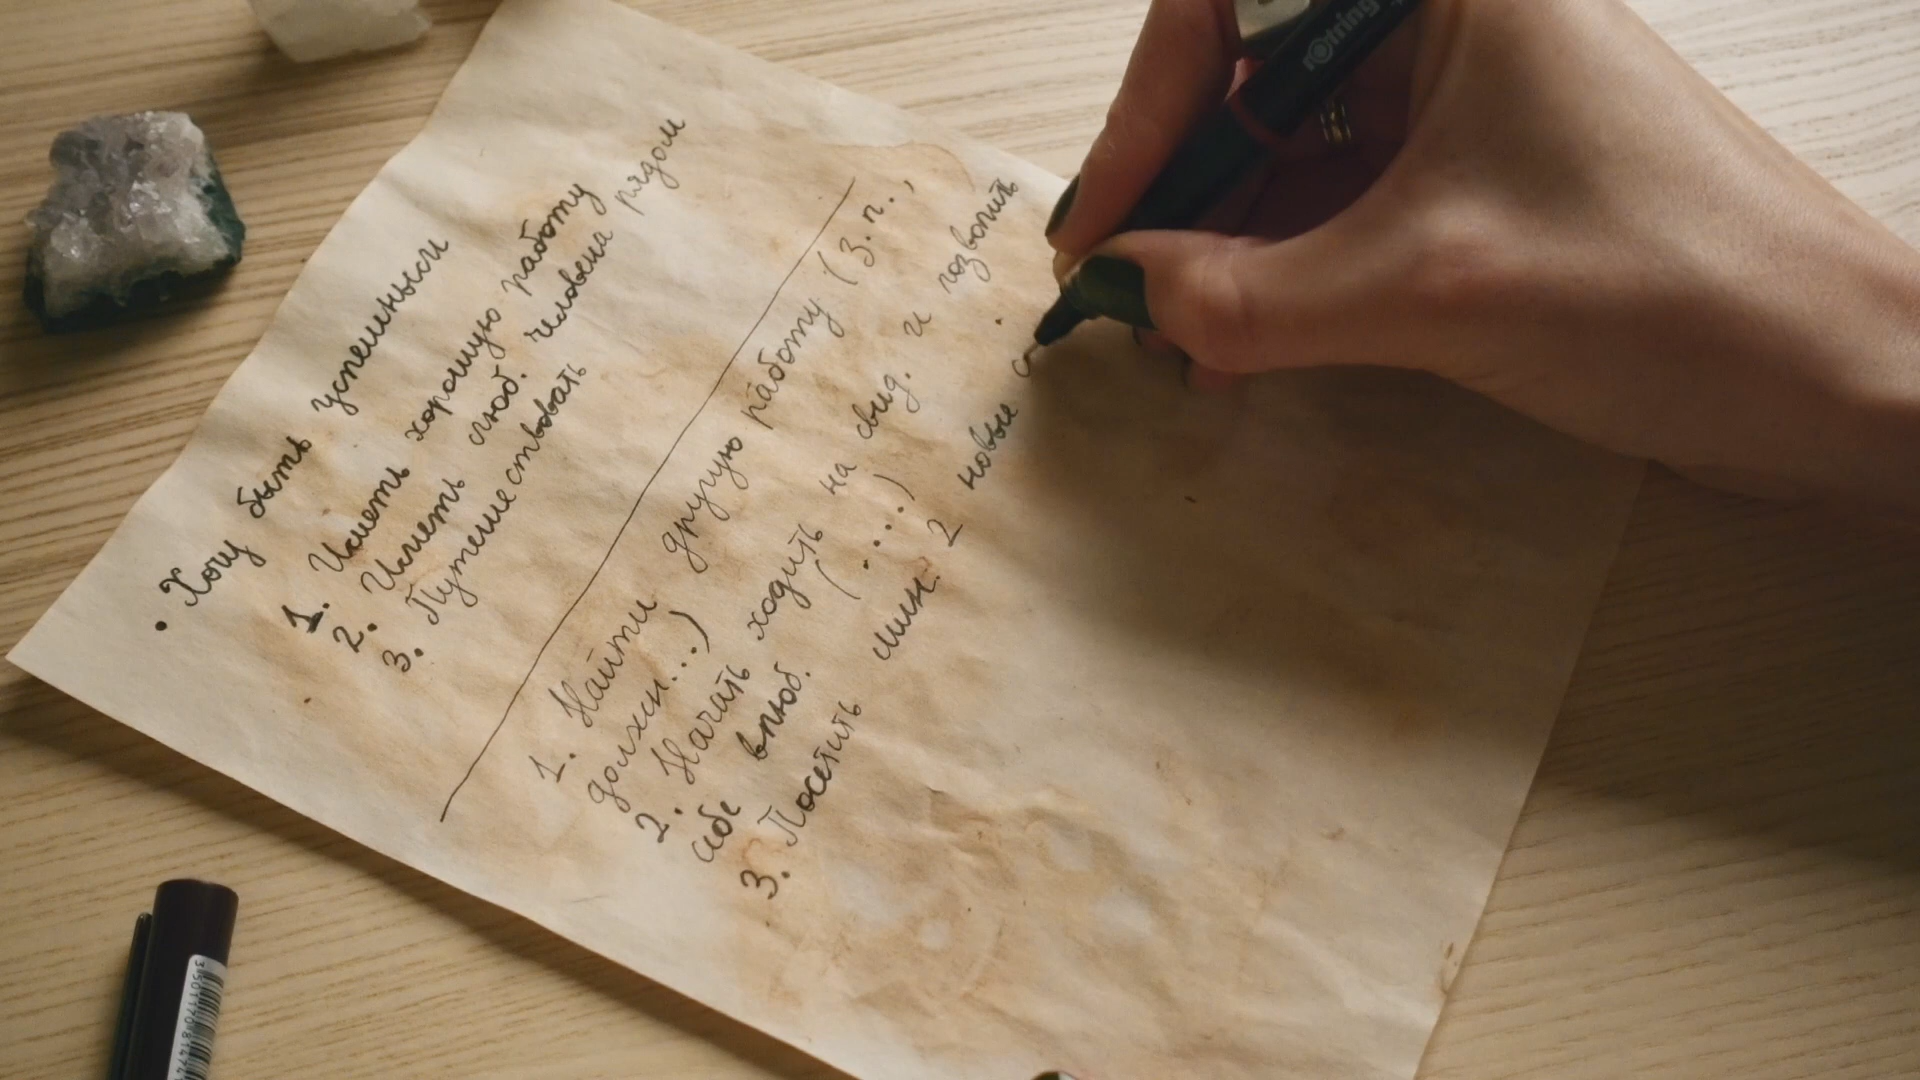 • Хочу быть успешным
1. Иметь хорошую работу
2. Иметь люб. человека рядом
3. Путешествовать
1. Найти другую работу (З.п.,
должн...)
2. Начать ходить на свид. и позволить
себе влюб. (....)
3. Посетить мин. 2 новые с
rOtring